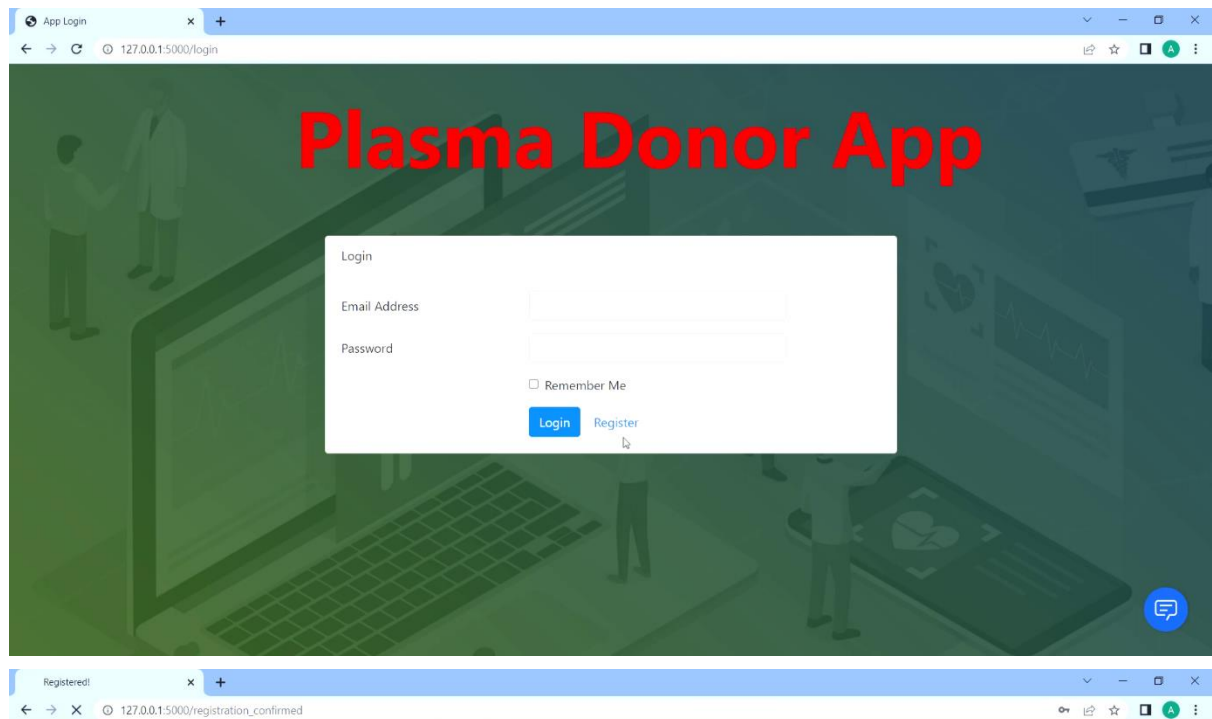 App Login
127.0.0.1:5000/login
A
Plasma Donor App
Login
Email Address
Password
Remember Me
Login Register
Registered!
127.0.0.1:5000/registration_confirmed
A